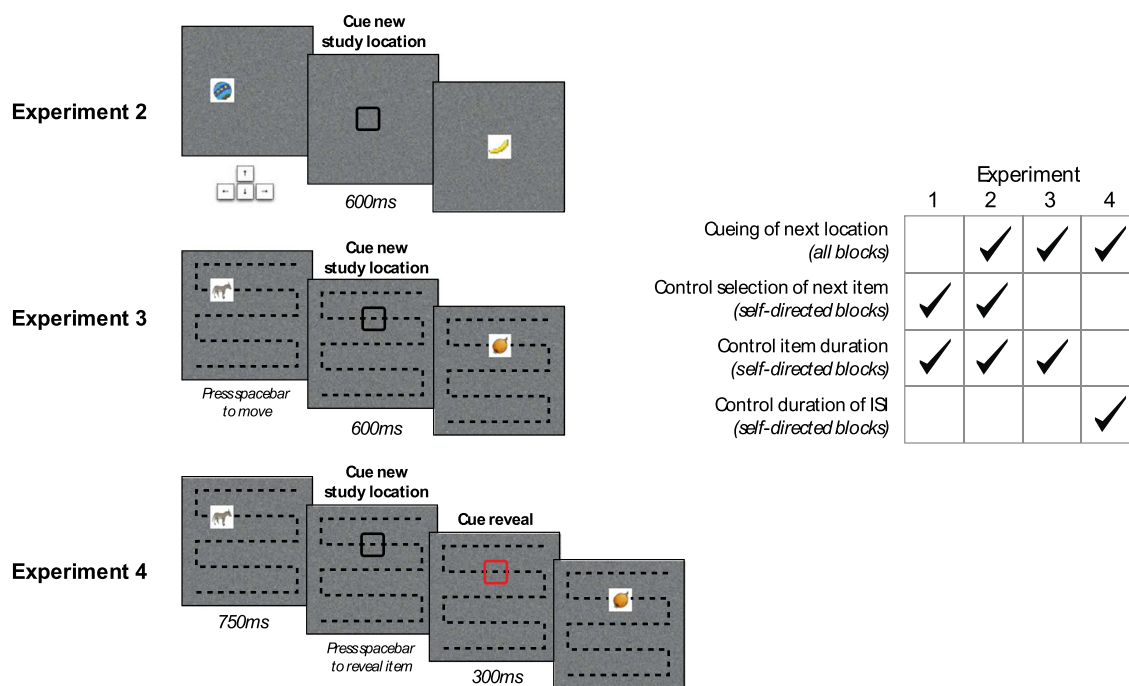 Experiment 2
Cue new
study location
↑
← ↓ →
600ms
Experiment 3
Cue new
study location
Press spacebar
to move
600ms
Experiment 4
Cue new
study location
Cue reveal
750ms
Press spacebar
to reveal item
300ms
Experiment
1 2 3 4
Cueing of next location
(all blocks)
Control selection of next item
(self-directed blocks)
Control item duration
(self-directed blocks)
Control duration of ISI
(self-directed blocks)